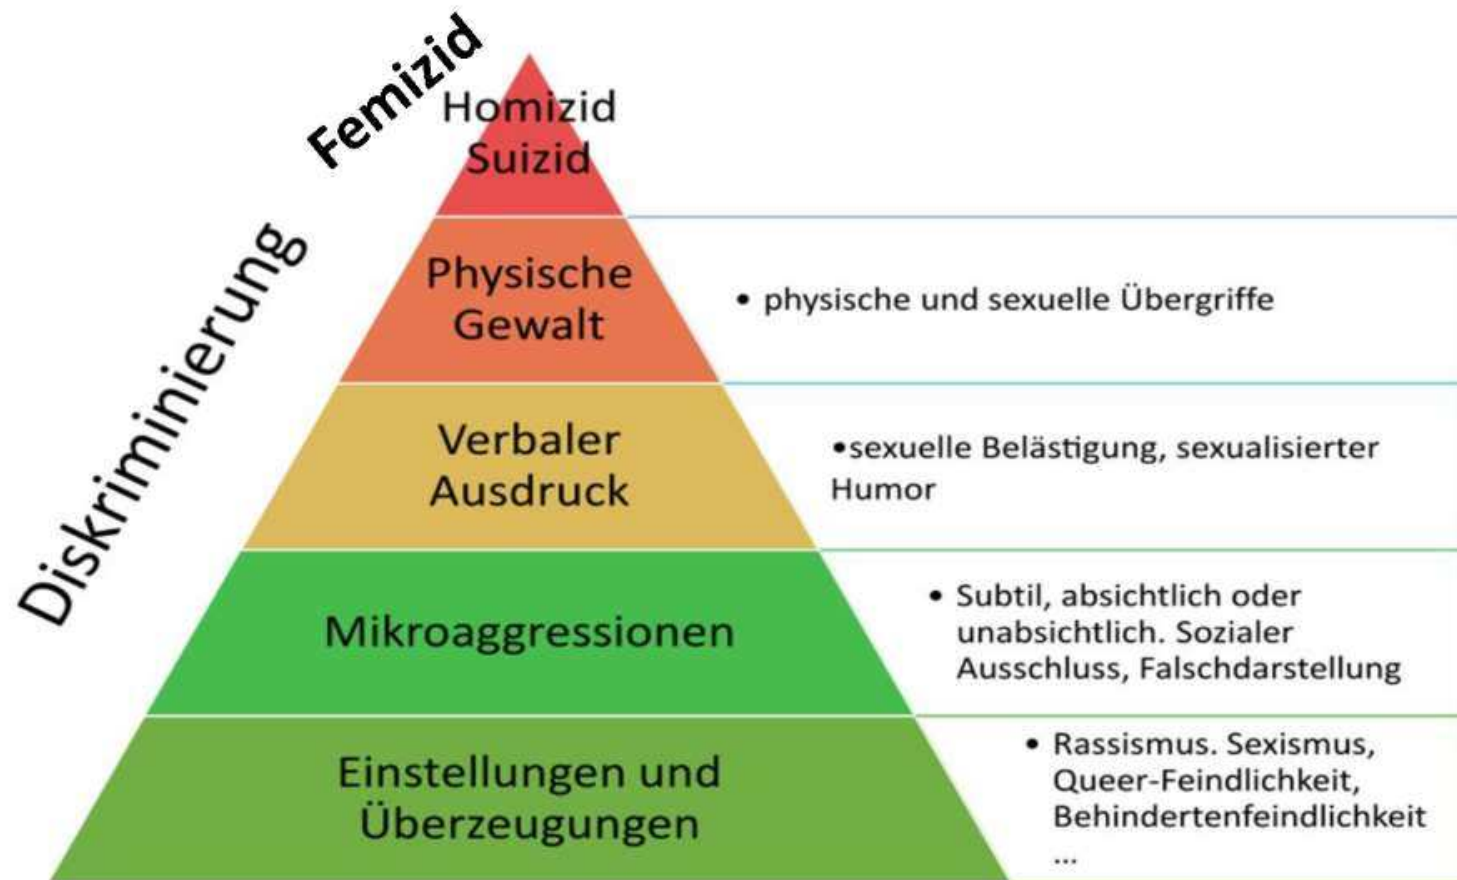 Femizid
Homizid
Suizid
Diskriminierung
Physische
Gewalt
• physische und sexuelle Übergriffe
Verbaler
Ausdruck
•sexuelle Belästigung, sexualisierter
Humor
Mikroaggressionen
• Subtil, absichtlich oder
unabsichtlich. Sozialer
Ausschluss, Falschdarstellung
Einstellungen und
Überzeugungen
• Rassismus. Sexismus,
Queer-Feindlichkeit,
Behindertenfeindlichkeit
...